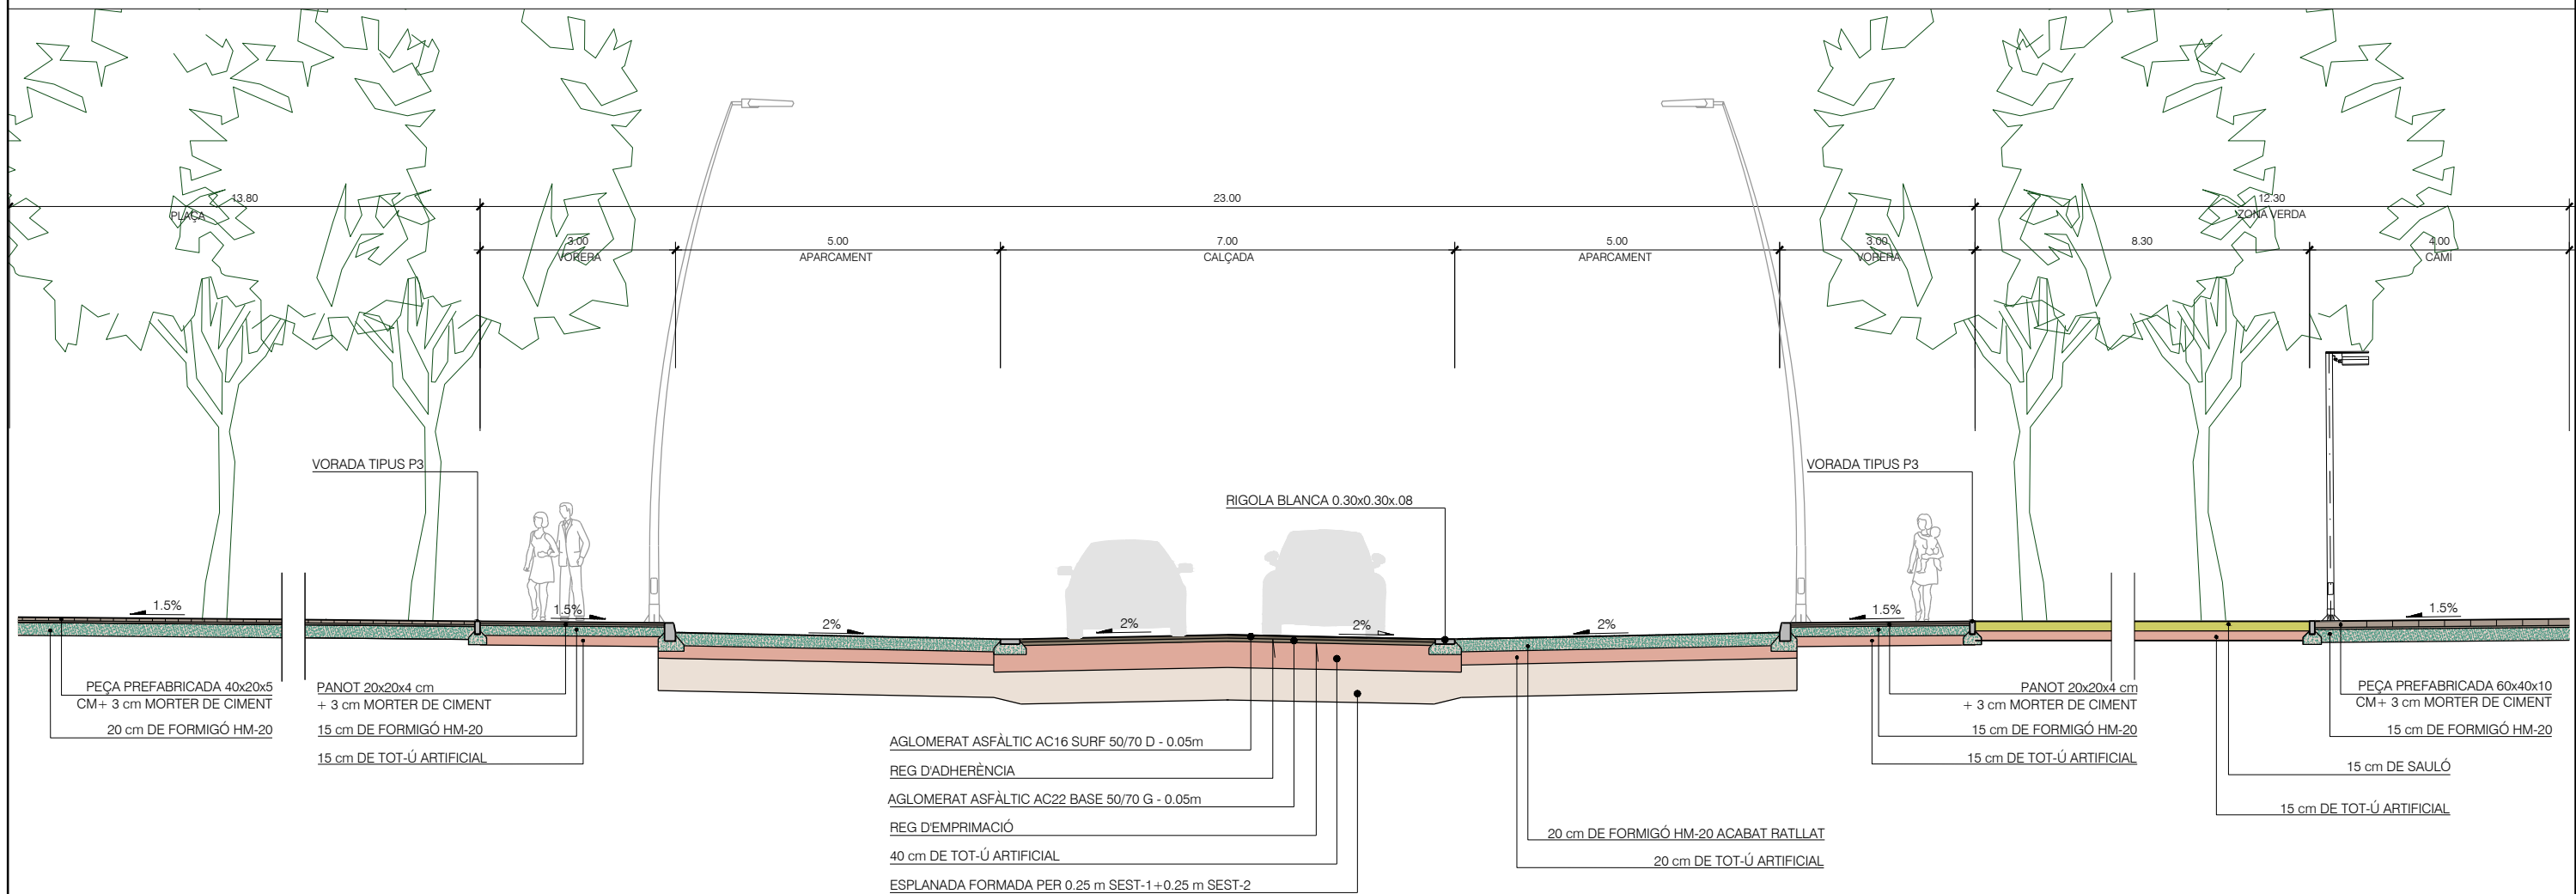 13.80
PLAÇA
23.00
12.30
ZONA VERDA
3.00
VORERA
5.00
APARCAMENT
7.00
CALÇADA
5.00
APARCAMENT
3.00
VORERA
8.30
4.00
CAMÍ
VORADA TIPUS P3
VORADA TIPUS P3
RIGOLA BLANCA 0.30x0.30x.08
1.5%
1.5%
2%
2%
2%
2%
1.5%
1.5%
PEÇA PREFABRICADA 40x20x5
CM+ 3 cm MORTER DE CIMENT
20 cm DE FORMIGÓ HM-20
PANOT 20x20x4 cm
+ 3 cm MORTER DE CIMENT
15 cm DE FORMIGÓ HM-20
15 cm DE TOT-Ú ARTIFICIAL
AGLOMERAT ASFÀLTIC AC16 SURF 50/70 D - 0.05m
REG D'ADHERÈNCIA
AGLOMERAT ASFÀLTIC AC22 BASE 50/70 G - 0.05m
REG D'EMPRIMACIÓ
40 cm DE TOT-Ú ARTIFICIAL
ESPLANADA FORMADA PER 0.25 m SEST-1+0.25 m SEST-2
20 cm DE FORMIGÓ HM-20 ACABAT RATLLAT
20 cm DE TOT-Ú ARTIFICIAL
PANOT 20x20x4 cm
+ 3 cm MORTER DE CIMENT
15 cm DE FORMIGÓ HM-20
15 cm DE TOT-Ú ARTIFICIAL
PEÇA PREFABRICADA 60x40x10
CM+ 3 cm MORTER DE CIMENT
15 cm DE FORMIGÓ HM-20
15 cm DE SAULÓ
15 cm DE TOT-Ú ARTIFICIAL